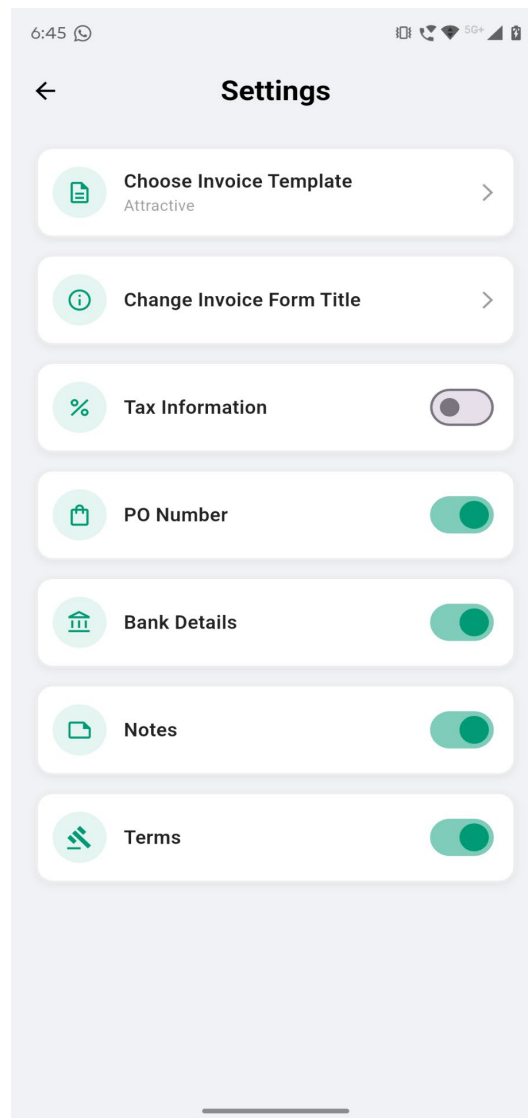 6:45
5G+
Settings
Choose Invoice Template
Attractive
Change Invoice Form Title
Tax Information
PO Number
Bank Details
Notes
Terms